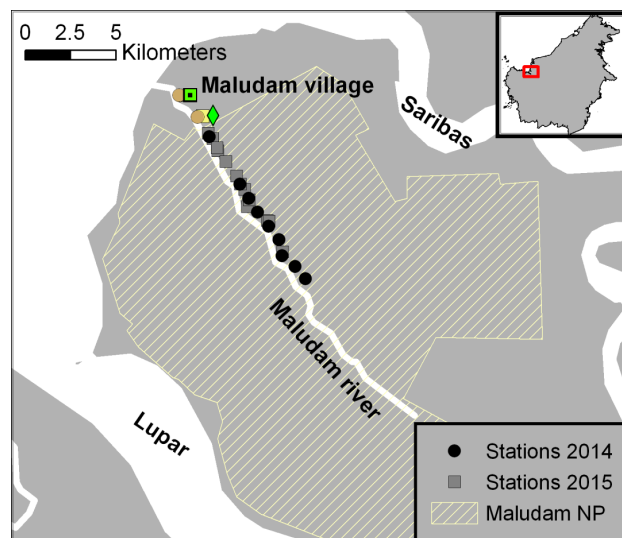 0 2.5 5
Kilometers
Maludam village
Saribas
Maludam river
Lupar
Stations 2014
Stations 2015
Maludam NP